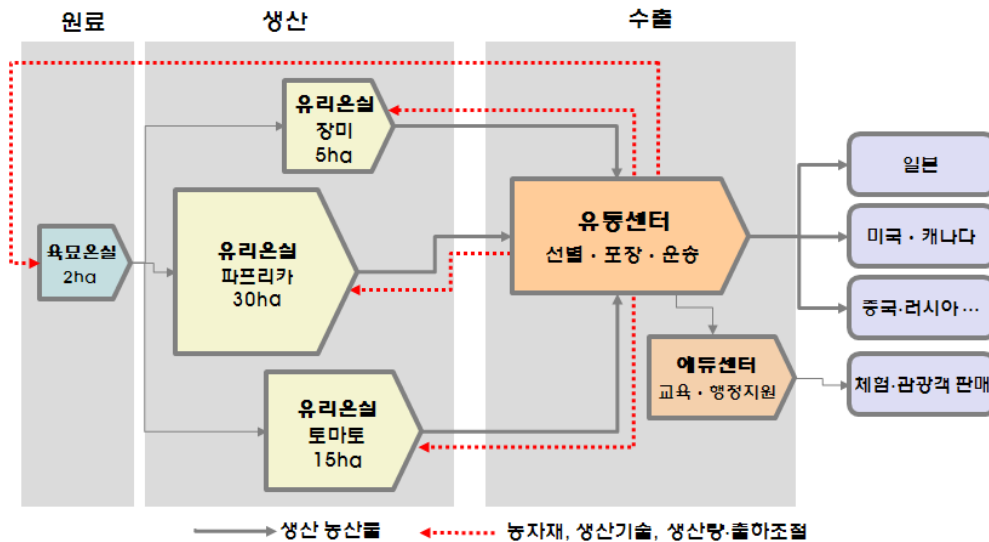 원료
생산
수출
유리온실
장미
5ha
육묘온실
2ha
유리온실
파프리카
30ha
유리온실
토마토
15ha
유통센터
선별 · 포장 · 운송
에듀센터
교육 · 행정지원
일본
미국 · 캐나다
중국·러시아 ···
체험·관광객 판매
생산 농산물
농자재, 생산기술, 생산량·출하조절